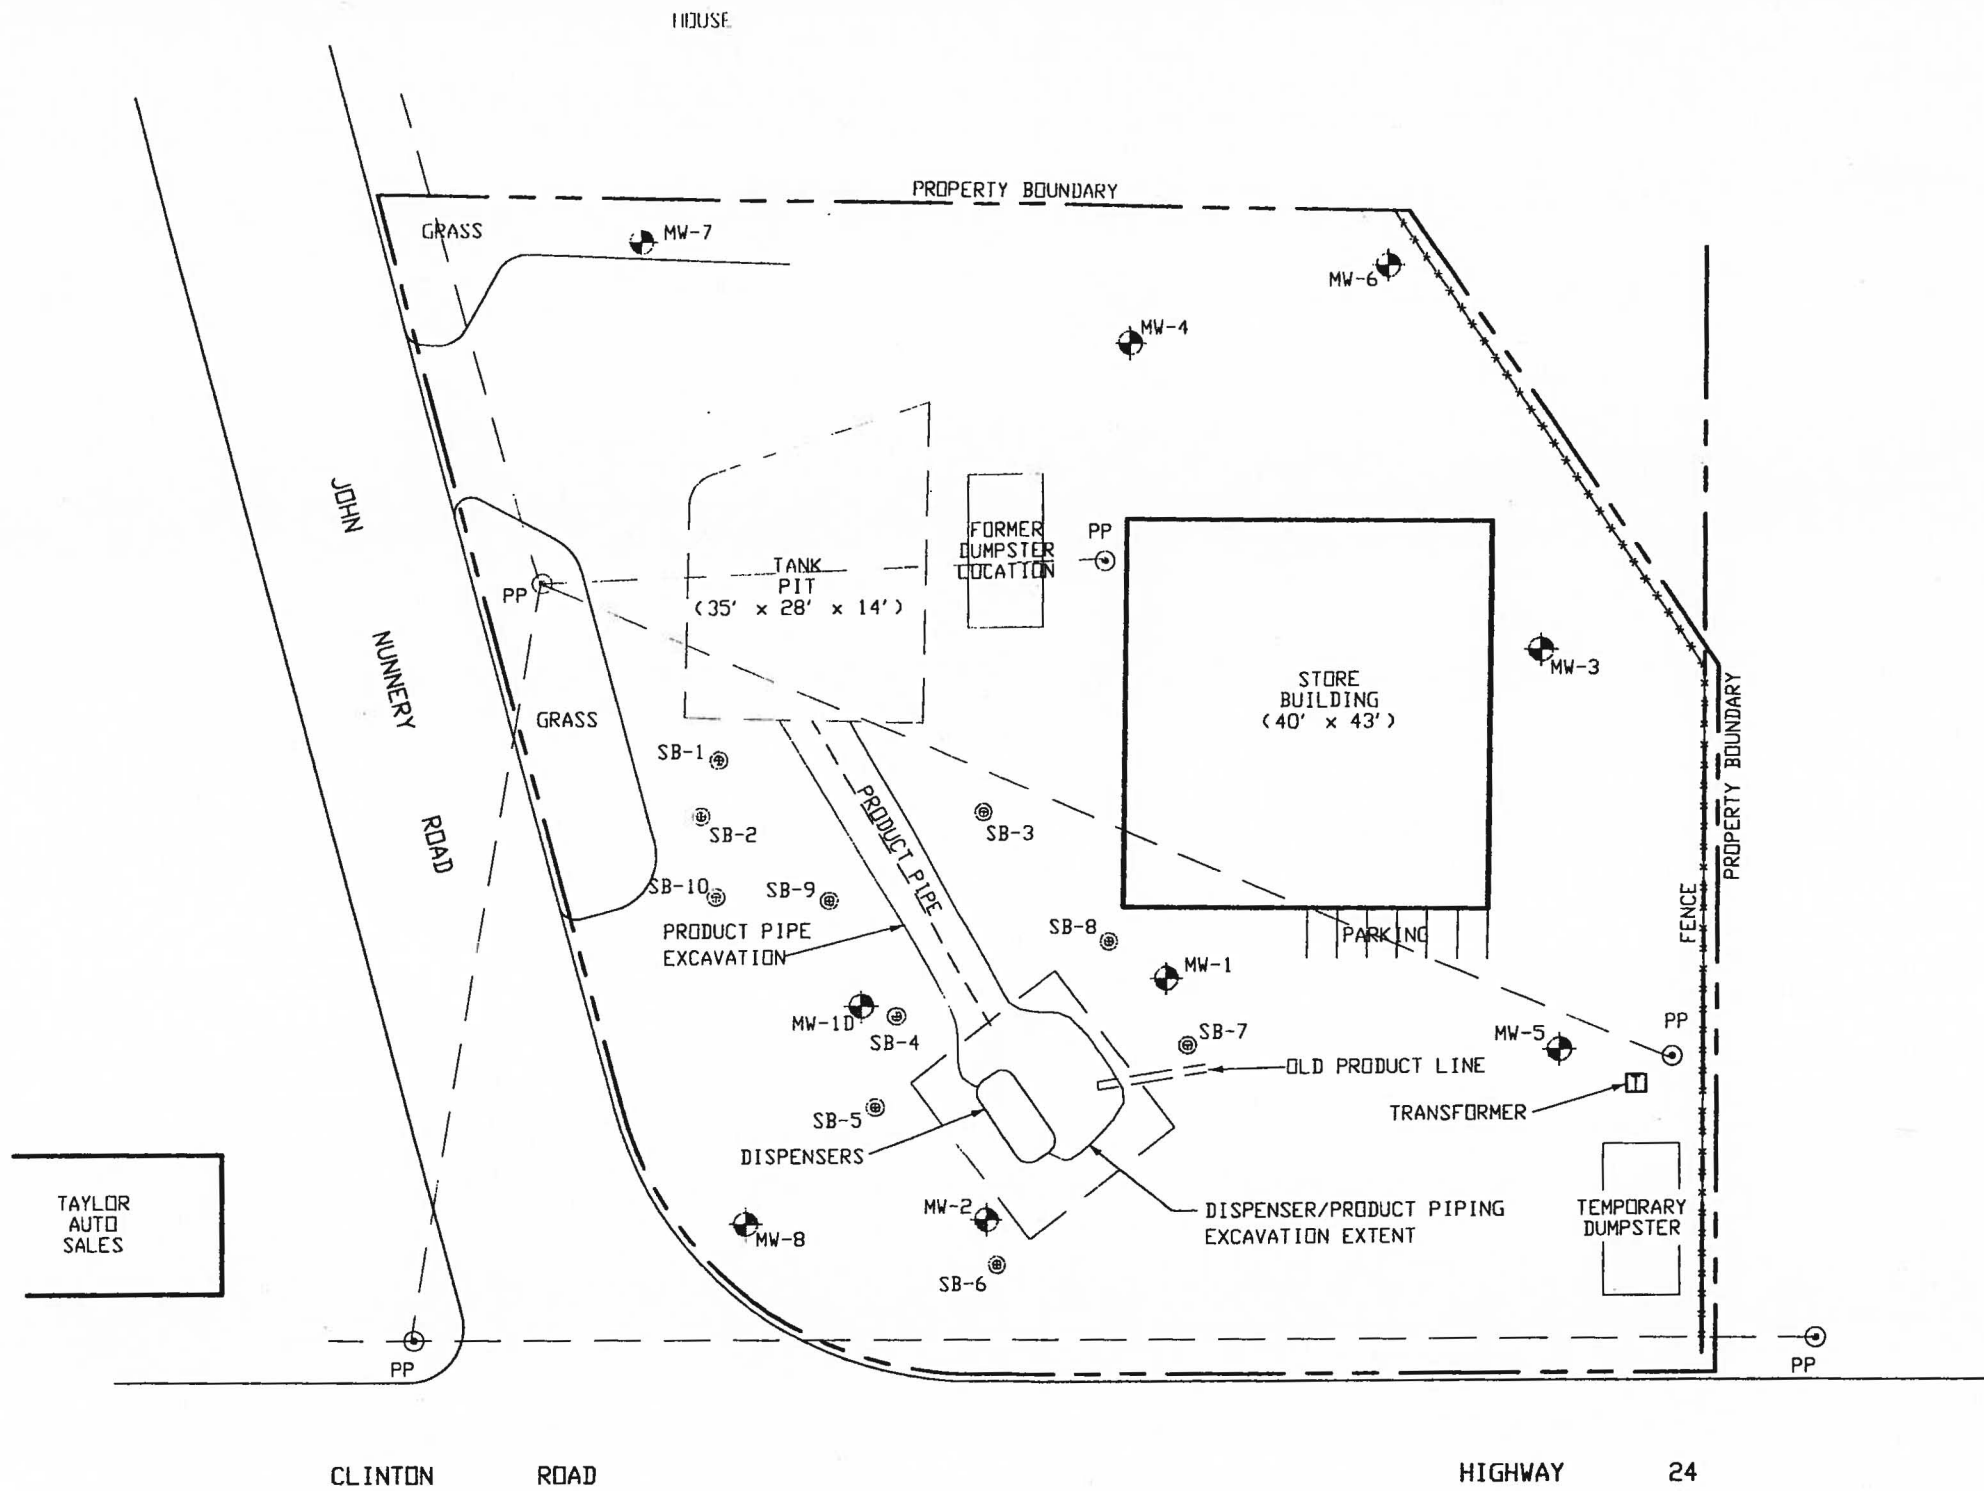 HOUSE
PROPERTY BOUNDARY
GRASS
MW-7
MW-6
MW-4
JOHN
NUNNERY
ROAD
PP
FORMER
DUMPSTER
LOCATION
PP
TANK
PIT
(35' x 28' x 14')
STORE
BUILDING
(40' x 43')
MW-3
PROPERTY BOUNDARY
GRASS
SB-1
SB-2
SB-3
PRODUCT PIPE
SB-10
SB-9
FENCE
PRODUCT PIPE
EXCAVATION
SB-8
PARKING
MW-1
MW-1D
SB-4
SB-7
MW-5
PP
OLD PRODUCT LINE
TRANSFORMER
T
SB-5
DISPENSERS
MW-2
DISPENSER/PRODUCT PIPING
EXCAVATION EXTENT
TEMPORARY
DUMPSTER
TAYLOR
AUTO
SALES
MW-8
SB-6
PP
PP
CLINTON ROAD
HIGHWAY 24